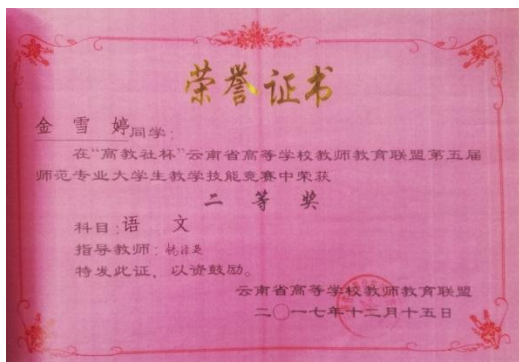 荣誉证书
金雪婷同学:
在“高教社杯”云南省高等学校教师教育联盟第五届
师范专业大学生教学技能竞赛中荣获
二等奖
科目:语文
指导教师:
特发此证,以资鼓励。
云南省高等学校教师教育联盟
二〇一七年十二月十五日